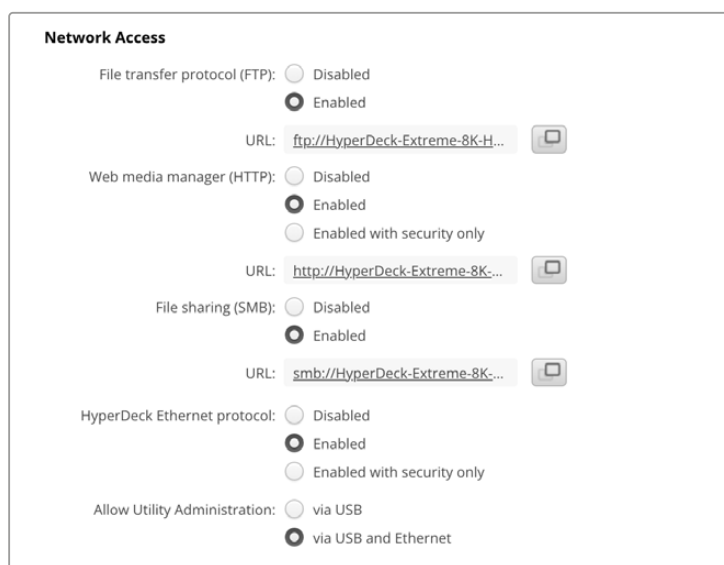 Network Access
File transfer protocol (FTP): Disabled
Enabled
URL: ftp://HyperDeck-Extreme-8K-H...
Web media manager (HTTP): Disabled
Enabled
Enabled with security only
URL: http://HyperDeck-Extreme-8K-...
File sharing (SMB): Disabled
Enabled
URL: smb://HyperDeck-Extreme-8K-...
HyperDeck Ethernet protocol: Disabled
Enabled
Enabled with security only
Allow Utility Administration: via USB
via USB and Ethernet